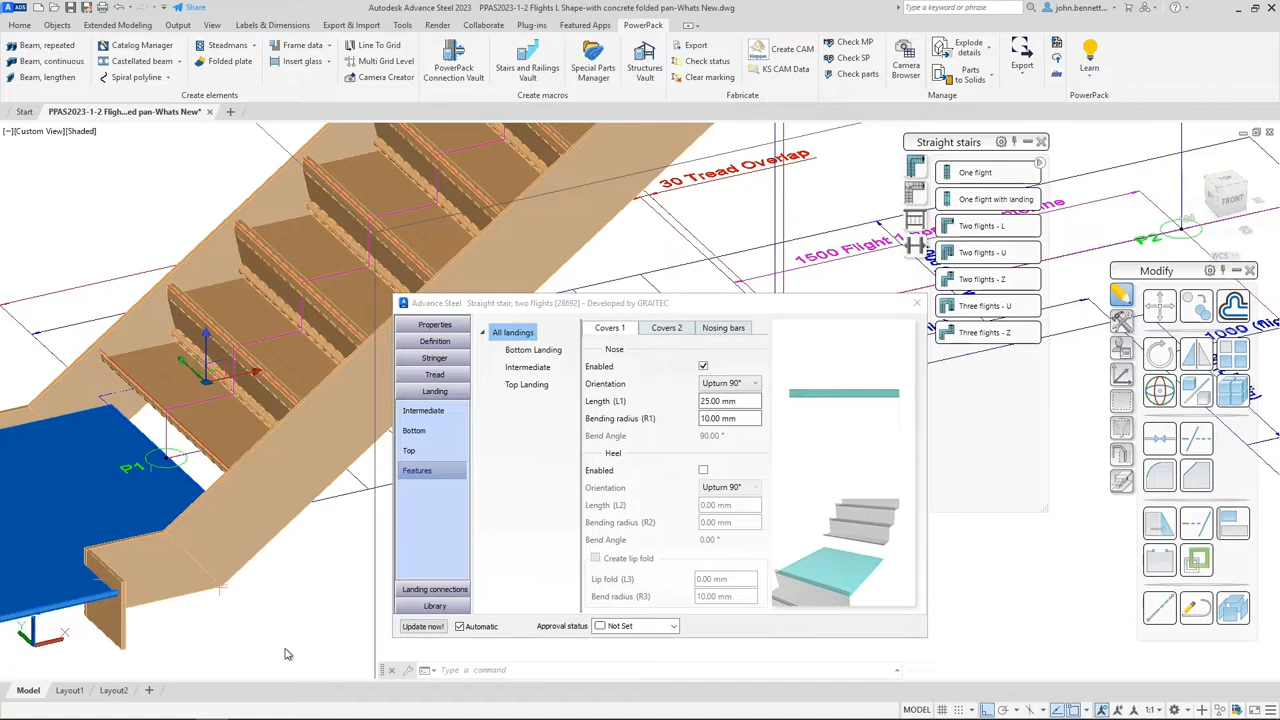 ADS
Share
Autodesk Advance Steel 2023 PPAS2023-1-2 Flights L Shape-with concrete folded pan-Whats New.dwg
Type a keyword or phrase
john.bennett...
Home Objects Extended Modeling Output View Labels & Dimensions Export & Import Tools Render Collaborate Plug-ins Featured Apps PowerPack
Beam, repeated
Beam, continuous
Beam, lengthen
Catalog Manager
Castellated beam
Spiral polyline
Steadmans
Folded plate
Create elements
Frame data
Insert glass
Line To Grid
Multi Grid Level
Camera Creator
PowerPack
Connection Vault
Stairs and Railings
Vault
Special Parts
Manager
Structures
Vault
Create macros
Export
Check status
Clear marking
Kingspan
Create CAM
KS CAM Data
Fabricate
Check MP
Check SP
Check parts
Camera
Browser
Explode
details
Parts
to Solids
Export
Manage
Learn
PowerPack
Start
PPAS2023-1-2 Fligh...ed pan-Whats New*
[−][Custom View][Shaded]
30 Tread Overlap
1500 Flight 1
P2
P1
1000
FRONT
WCS
Straight stairs
One flight
One flight with landing
Two flights - L
Two flights - U
Two flights - Z
Three flights - U
Three flights - Z
Modify
Advance Steel Straight stair, two flights [28692] - Developed by GRAITEC
Properties
Definition
Stringer
Tread
Landing
Intermediate
Bottom
Top
Features
Landing connections
Library
All landings
Bottom Landing
Intermediate
Top Landing
Covers 1 Covers 2 Nosing bars
Nose
Enabled
Orientation Upturn 90°
Length (L1) 25.00 mm
Bending radius (R1) 10.00 mm
Bend Angle 90.00 °
Heel
Enabled
Orientation Upturn 90°
Length (L2) 0.00 mm
Bending radius (R2) 0.00 mm
Bend Angle 0.00 °
Create lip fold
Lip fold (L3) 0.00 mm
Bend radius (R3) 10.00 mm
Update now! Automatic Approval status Not Set
Y X
Type a command
Model Layout1 Layout2
MODEL 1:1